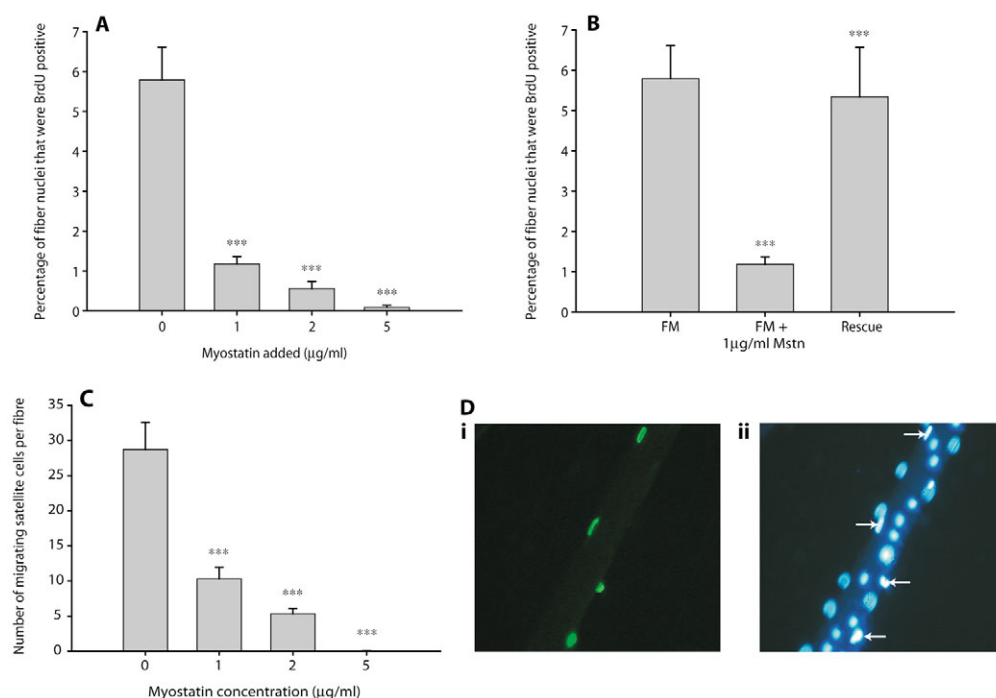 A
Percentage of fiber nuclei that were BrdU positive
7
6
5
4
3
2
1
0
***
***
***
0 1 2 5
Myostatin added (μg/ml)
B
Percentage of fiber nuclei that were BrdU positive
7
6
5
4
3
2
1
0
***
***
FM FM + 1μg/ml Mstn Rescue
C
Number of migrating satellite cells per fibre
35
30
25
20
15
10
5
0
***
***
***
0 1 2 5
Myostatin concentration (μg/ml)
D
i
ii